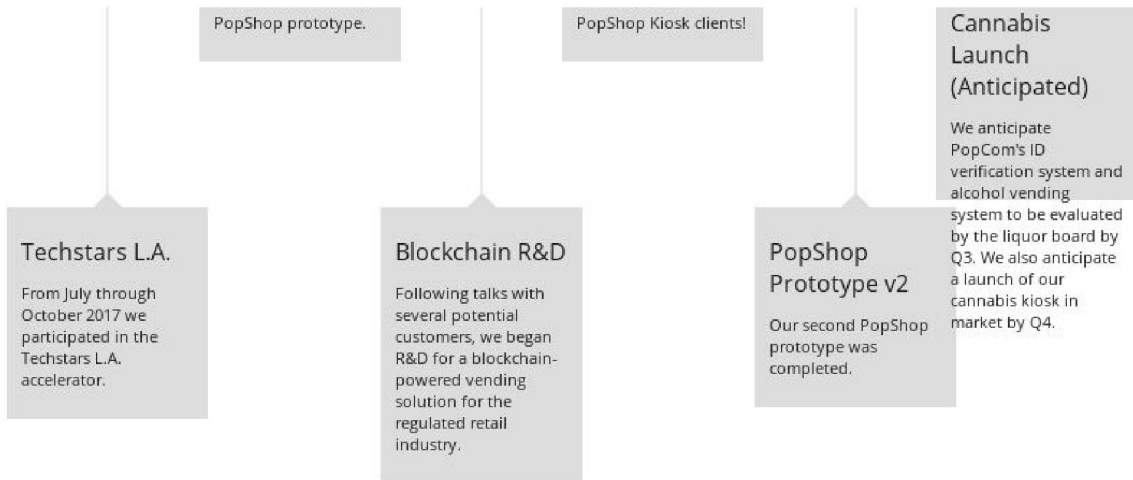 PopShop prototype.
PopShop Kiosk clients!
Cannabis
Launch
(Anticipated)
We anticipate
PopCom's ID
verification system and
alcohol vending
system to be evaluated
by the liquor board by
Q3. We also anticipate
a launch of our
cannabis kiosk in
market by Q4.
Techstars L.A.
From July through
October 2017 we
participated in the
Techstars L.A.
accelerator.
Blockchain R&D
Following talks with
several potential
customers, we began
R&D for a blockchain-
powered vending
solution for the
regulated retail
industry.
PopShop
Prototype v2
Our second PopShop
prototype was
completed.